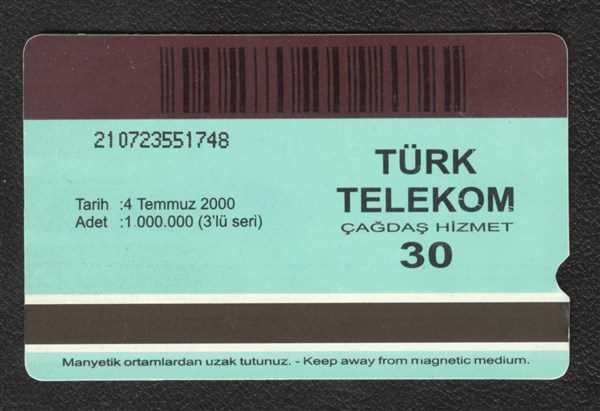 210723551748
TÜRK
TELEKOM
ÇAĞDAŞ HİZMET
30
Tarih :4 Temmuz 2000
Adet :1.000.000 (3'lü seri)
Manyetik ortamlardan uzak tutunuz. - Keep away from magnetic medium.